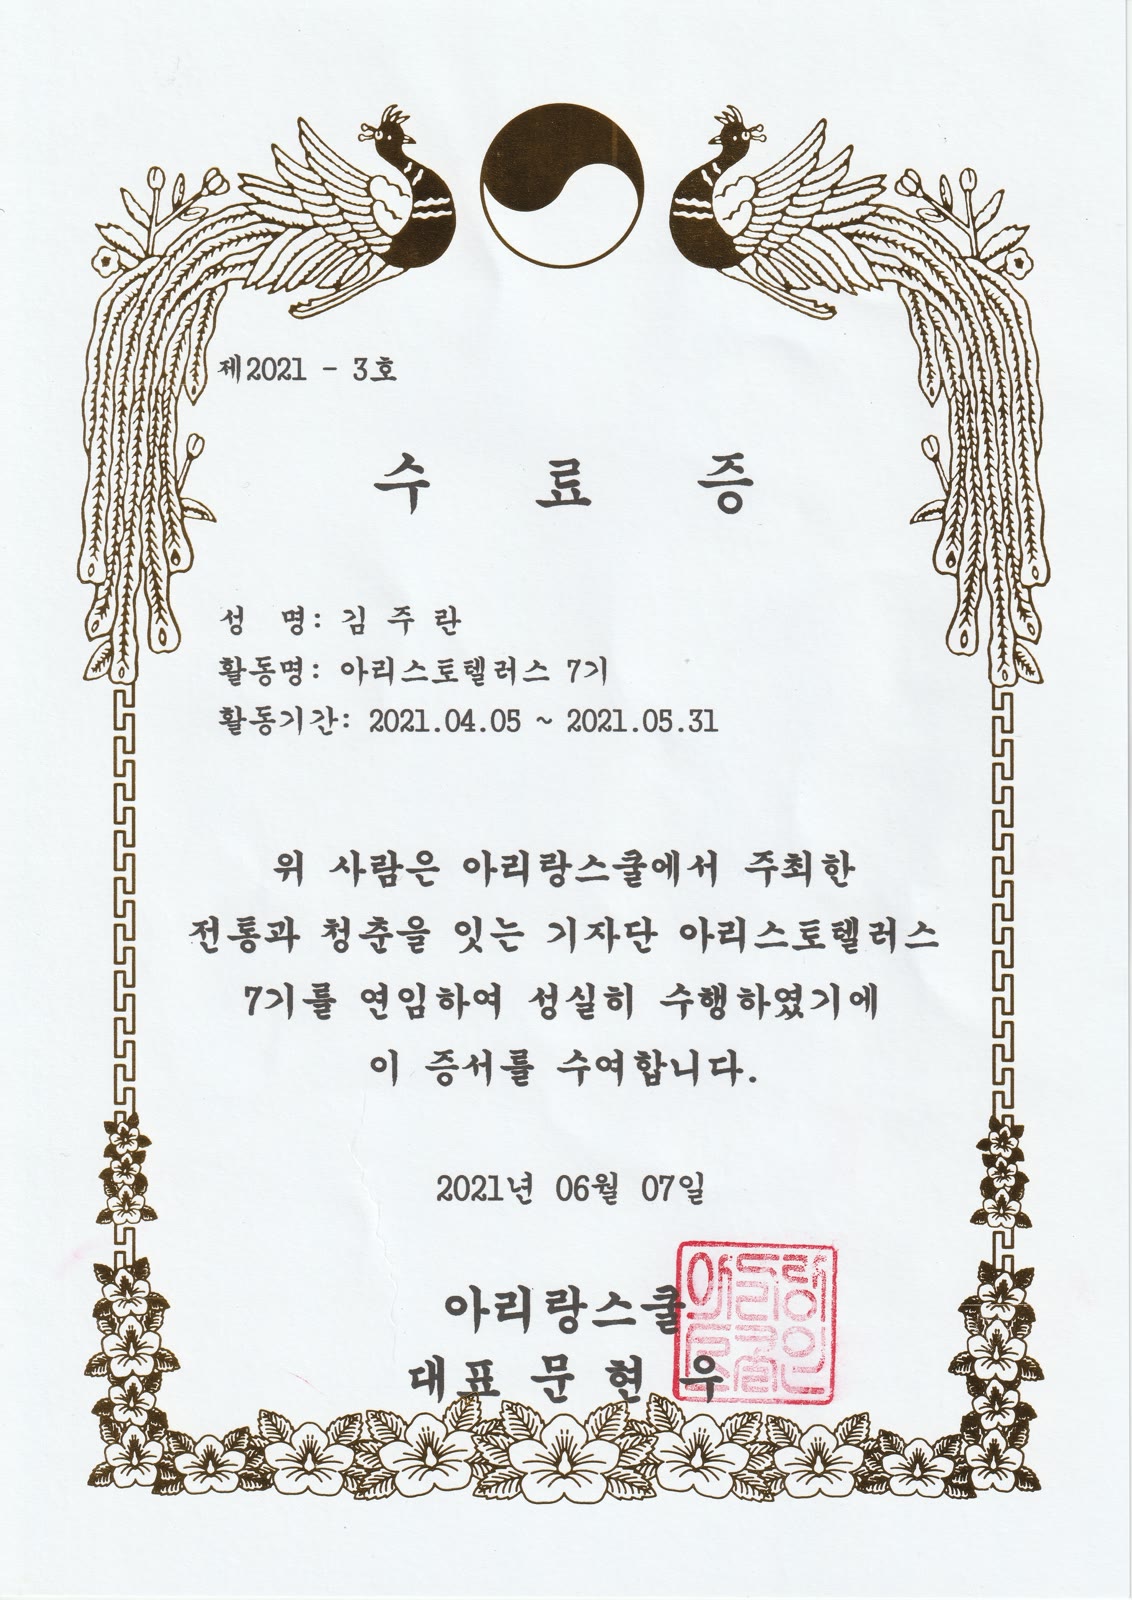 제2021 - 3호
수 료 증
성 명: 김 주 란
활동명: 아리스토텔러스 7기
활동기간: 2021.04.05 ~ 2021.05.31
위 사람은 아리랑스쿨에서 주최한
전통과 청춘을 잇는 기자단 아리스토텔러스
7기를 연임하여 성실히 수행하였기에
이 증서를 수여합니다.
2021년 06월 07일
아리랑스쿨
대표 문 현 우